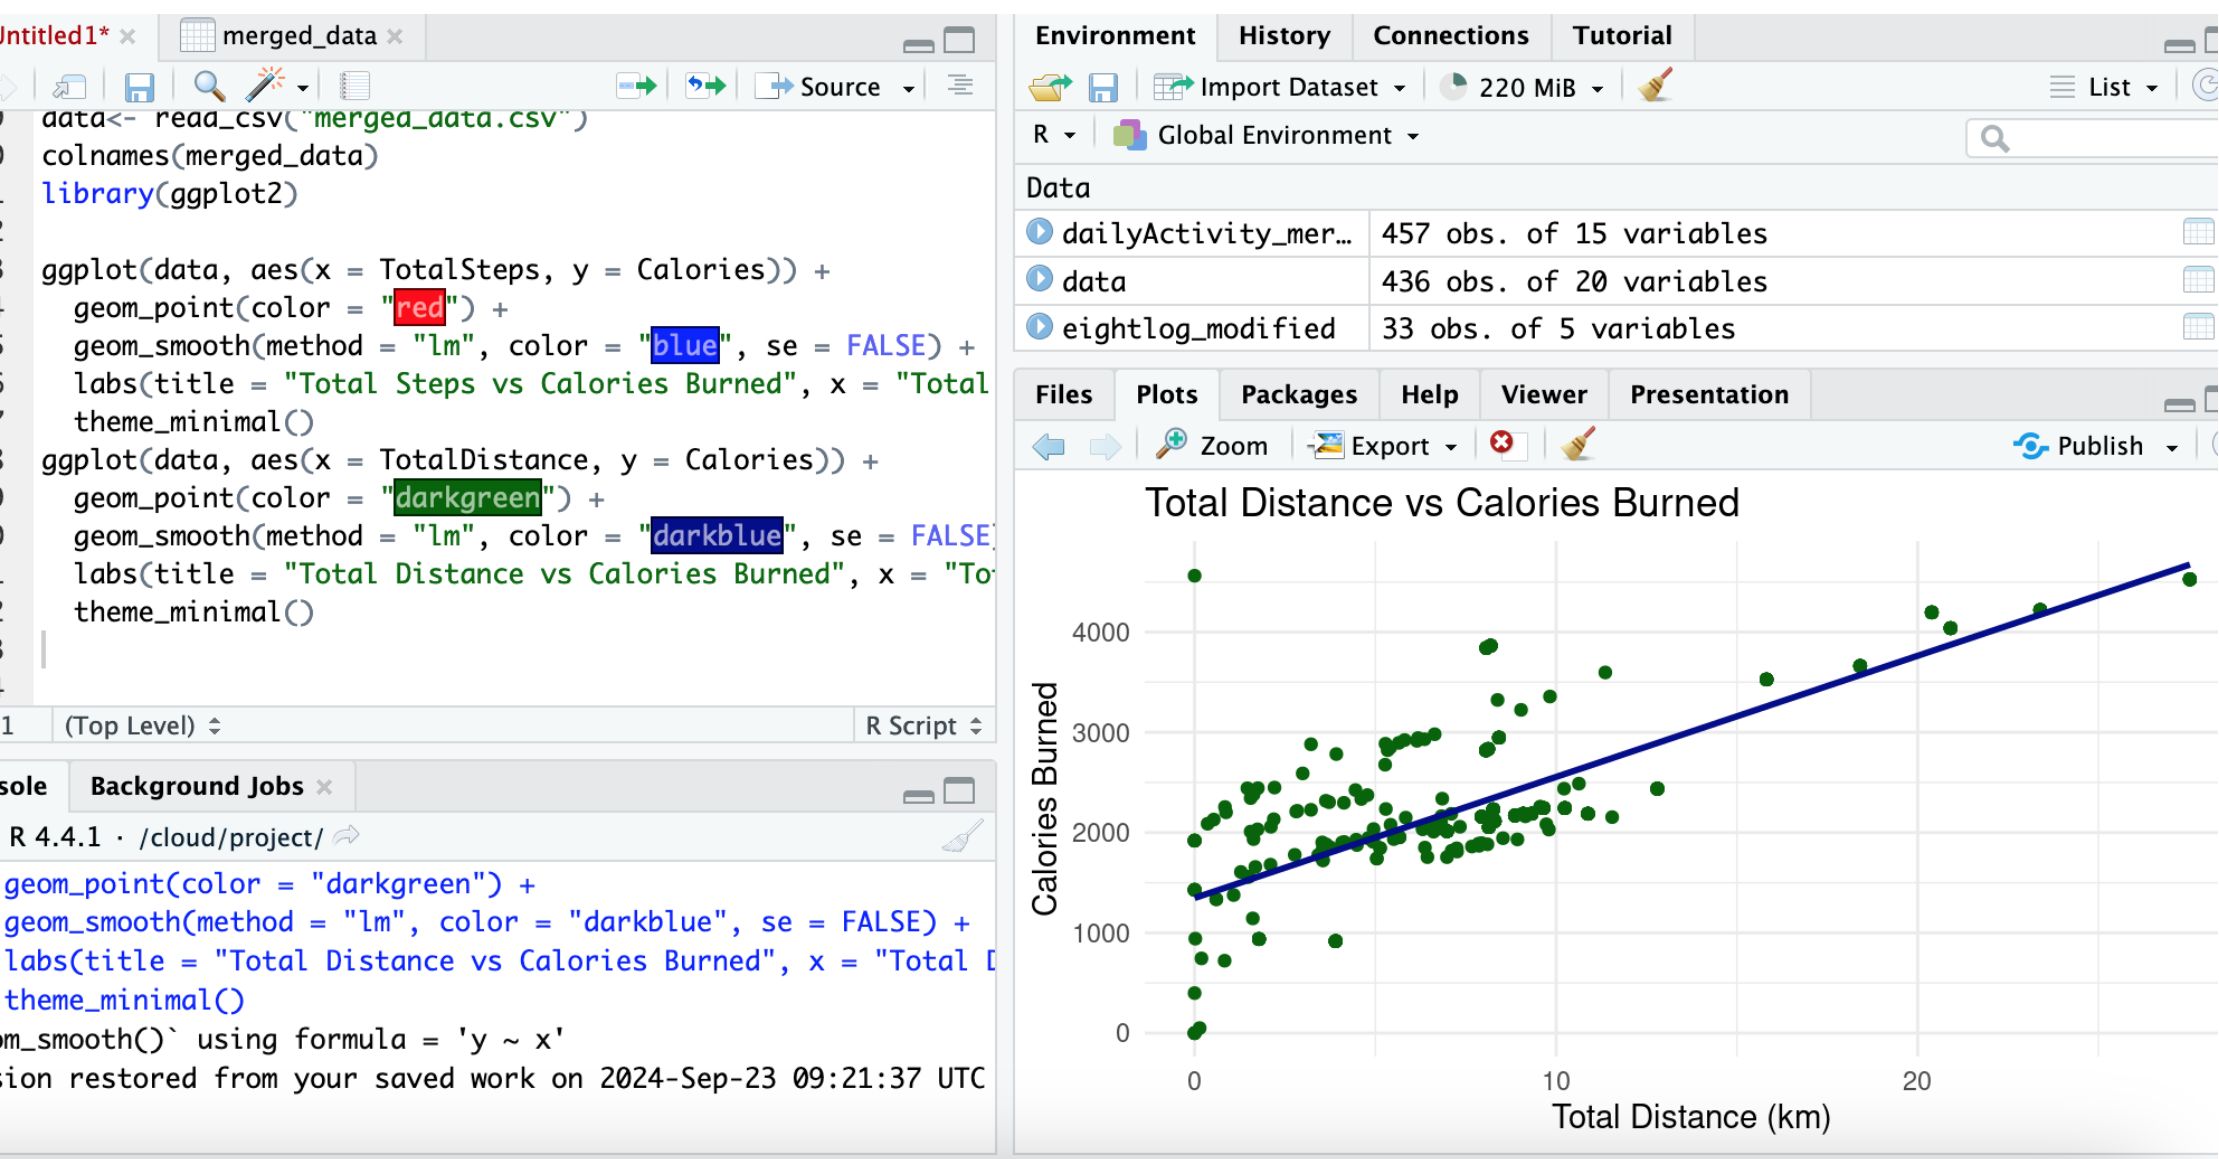 Untitled1*
merged_data
Source
data<- read_csv("merged_data.csv")
colnames(merged_data)
library(ggplot2)
ggplot(data, aes(x = TotalSteps, y = Calories)) +
geom_point(color = "red") +
geom_smooth(method = "lm", color = "blue", se = FALSE) +
labs(title = "Total Steps vs Calories Burned", x = "Total
theme_minimal()
ggplot(data, aes(x = TotalDistance, y = Calories)) +
geom_point(color = "darkgreen") +
geom_smooth(method = "lm", color = "darkblue", se = FALSE)
labs(title = "Total Distance vs Calories Burned", x = "To
theme_minimal()
1 (Top Level) R Script
sole Background Jobs
R 4.4.1 · /cloud/project/
geom_point(color = "darkgreen") +
geom_smooth(method = "lm", color = "darkblue", se = FALSE) +
labs(title = "Total Distance vs Calories Burned", x = "Total D
theme_minimal()
om_smooth()` using formula = 'y ~ x'
sion restored from your saved work on 2024-Sep-23 09:21:37 UTC
Environment History Connections Tutorial
Import Dataset 220 MiB List
R Global Environment
Data
dailyActivity_mer… 457 obs. of 15 variables
data 436 obs. of 20 variables
eightlog_modified 33 obs. of 5 variables
Files Plots Packages Help Viewer Presentation
Zoom Export Publish
Total Distance vs Calories Burned
Calories Burned
4000
3000
2000
1000
0
0 10 20
Total Distance (km)